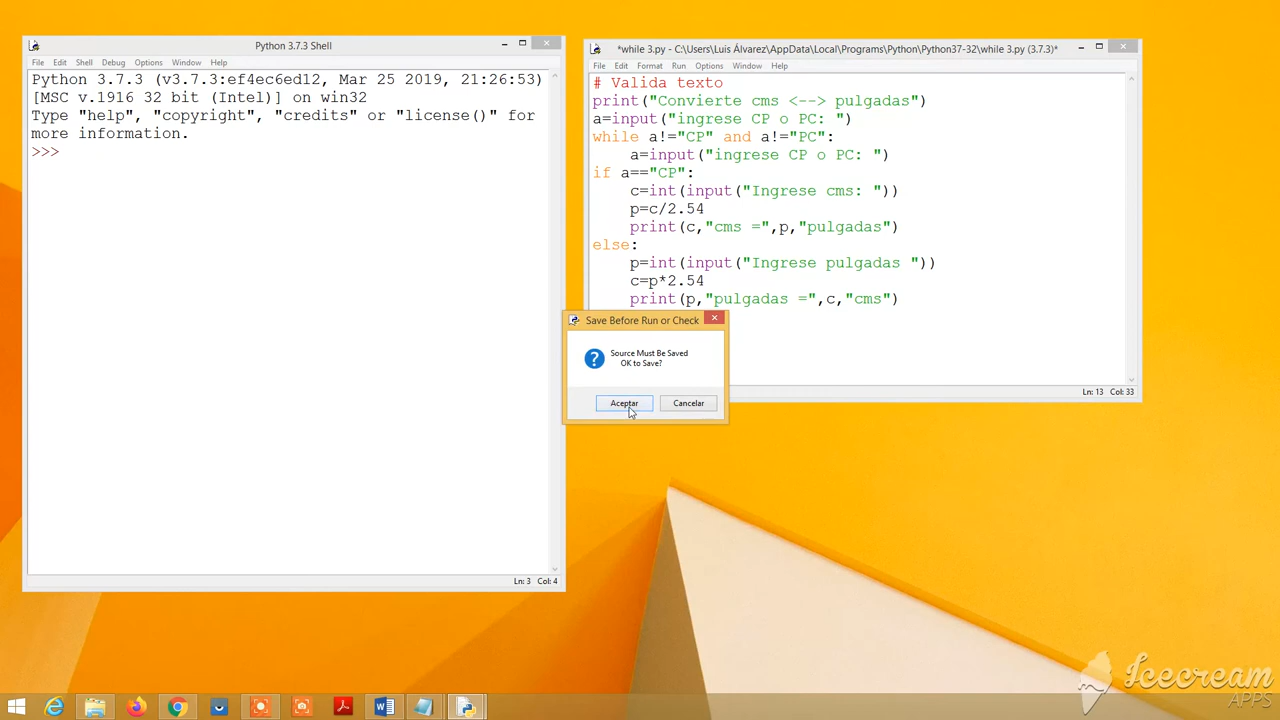 Python 3.7.3 Shell
File Edit Shell Debug Options Window Help
Python 3.7.3 (v3.7.3:ef4ec6ed12, Mar 25 2019, 21:26:53)
[MSC v.1916 32 bit (Intel)] on win32
Type "help", "copyright", "credits" or "license()" for
more information.
>>>
Ln: 3 Col: 4
*while 3.py - C:\Users\Luis Álvarez\AppData\Local\Programs\Python\Python37-32\while 3.py (3.7.3)*
File Edit Format Run Options Window Help
# Valida texto
print("Convierte cms <--> pulgadas")
a=input("ingrese CP o PC: ")
while a!="CP" and a!="PC":
    a=input("ingrese CP o PC: ")
if a=="CP":
    c=int(input("Ingrese cms: "))
    p=c/2.54
    print(c,"cms =",p,"pulgadas")
else:
    p=int(input("Ingrese pulgadas "))
    c=p*2.54
    print(p,"pulgadas =",c,"cms")
Ln: 13 Col: 33
Save Before Run or Check
Source Must Be Saved
OK to Save?
Aceptar Cancelar
Icecream
APPS